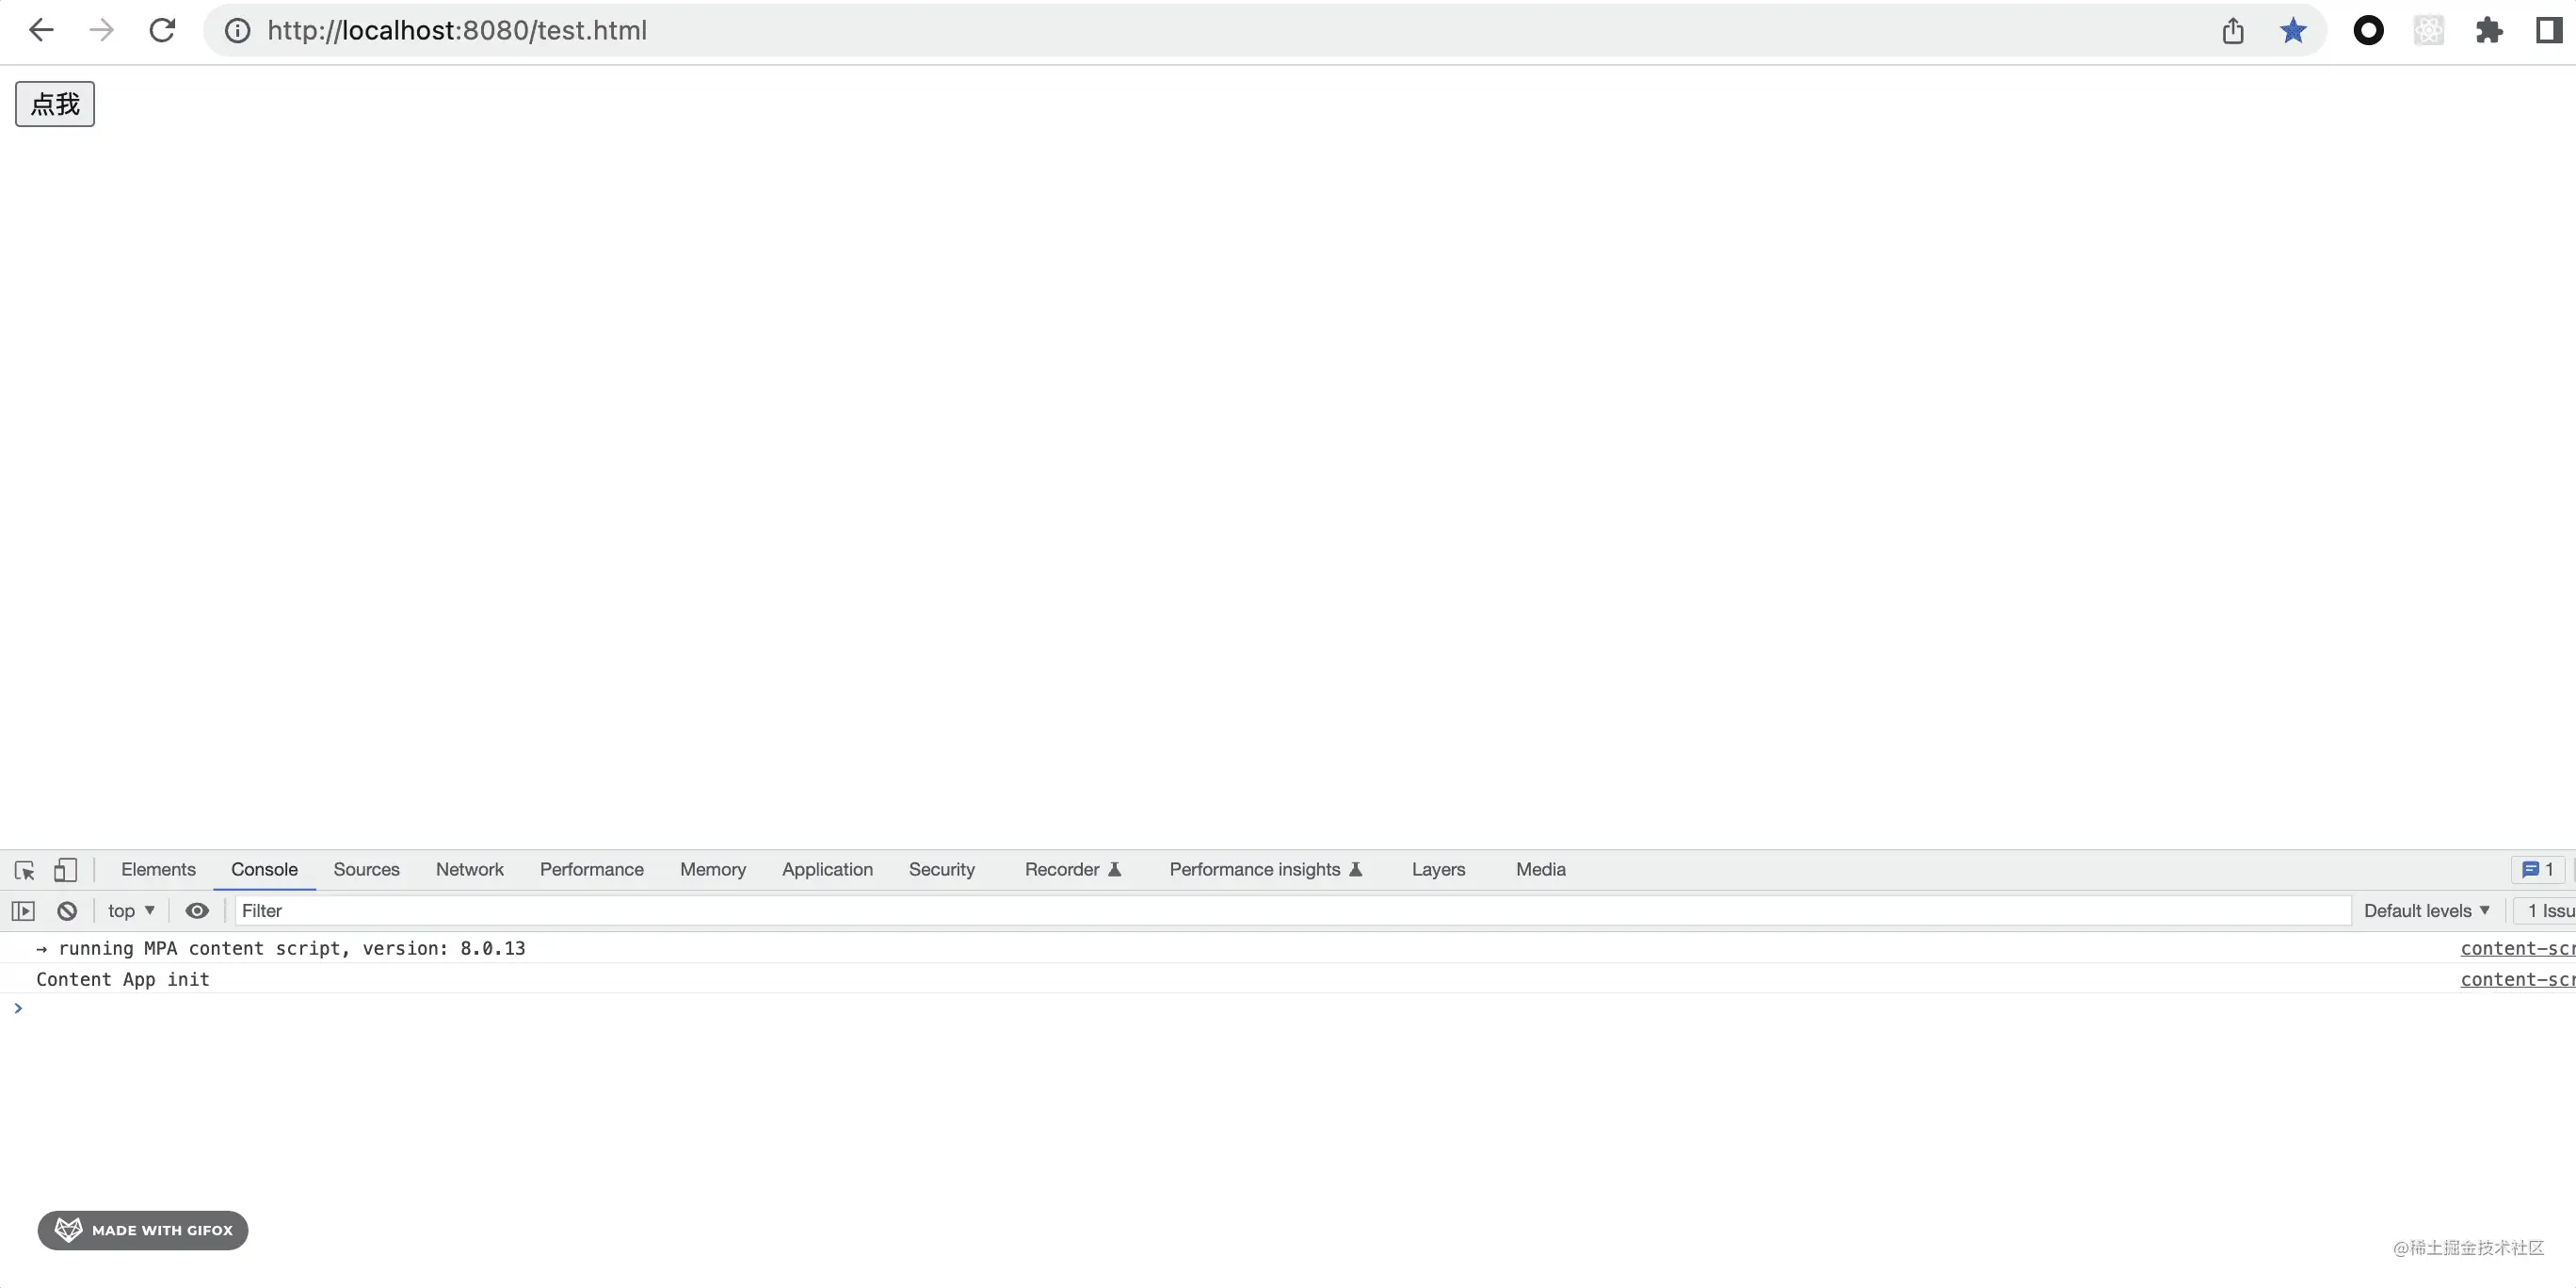 http://localhost:8080/test.html
点我
Elements Console Sources Network Performance Memory Application Security Recorder Performance insights Layers Media 1
top Filter Default levels 1 Issu
→ running MPA content script, version: 8.0.13 content-scr
Content App init content-scr
>
MADE WITH GIFOX
@稀土掘金技术社区